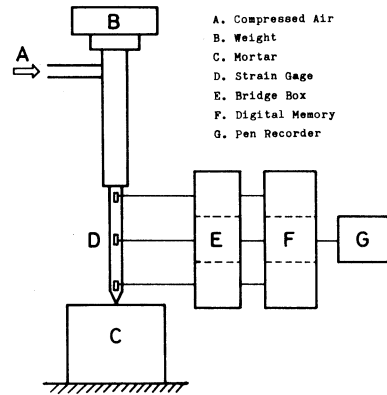 A. Compressed Air
B. Weight
C. Mortar
D. Strain Gage
E. Bridge Box
F. Digital Memory
G. Pen Recorder
B
A
D
E
F
G
C